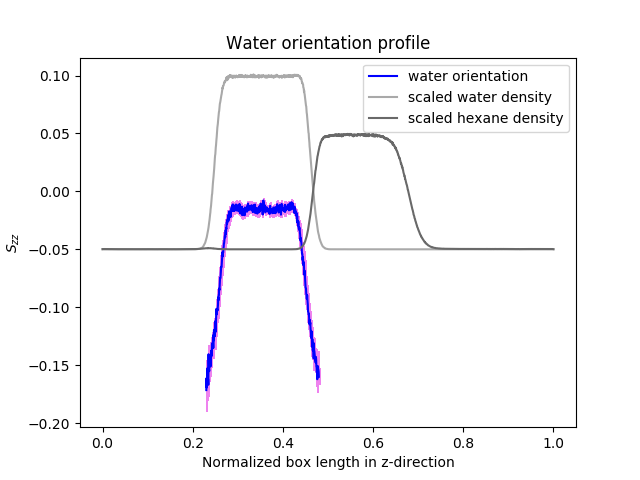 Water orientation profile
water orientation
scaled water density
scaled hexane density
0.10
0.05
0.00
−0.05
−0.10
−0.15
−0.20
S_{zz}
0.0
0.2
0.4
0.6
0.8
1.0
Normalized box length in z-direction